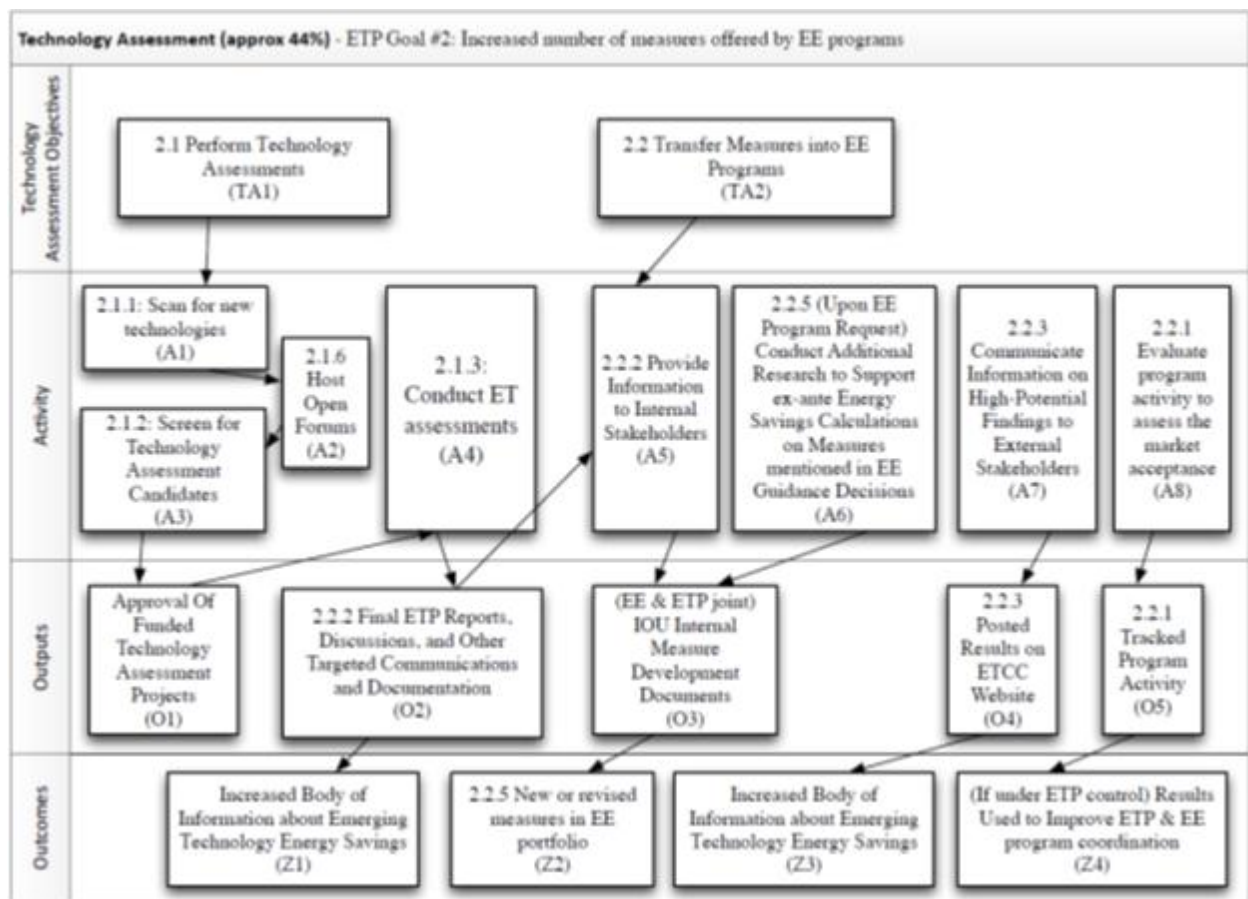 Technology Assessment (approx 44%) - ETP Goal #2: Increased number of measures offered by EE programs
Technology
Assessment Objectives
2.1 Perform Technology
Assessments
(TA1)
2.2 Transfer Measures into EE
Programs
(TA2)
Activity
2.1.1: Scan for new
technologies
(A1)
2.1.6
Host
Open
Forums
(A2)
2.1.2: Screen for
Technology
Assessment
Candidates
(A3)
2.1.3:
Conduct ET
assessments
(A4)
2.2.2 Provide
Information
to Internal
Stakeholders
(A5)
2.2.5 (Upon EE
Program Request)
Conduct Additional
Research to Support
ex-ante Energy
Savings Calculations
on Measures
mentioned in EE
Guidance Decisions
(A6)
2.2.3
Communicate
Information on
High-Potential
Findings to
External
Stakeholders
(A7)
2.2.1
Evaluate
program
activity to
assess the
market
acceptance
(A8)
Outputs
Approval Of
Funded
Technology
Assessment
Projects
(O1)
2.2.2 Final ETP Reports,
Discussions, and Other
Targeted Communications
and Documentation
(O2)
(EE & ETP joint)
IOU Internal
Measure
Development
Documents
(O3)
2.2.3
Posted
Results on
ETCC
Website
(O4)
2.2.1
Tracked
Program
Activity
(O5)
Outcomes
Increased Body of
Information about Emerging
Technology Energy Savings
(Z1)
2.2.5 New or revised
measures in EE
portfolio
(Z2)
Increased Body of
Information about Emerging
Technology Energy Savings
(Z3)
(If under ETP control) Results
Used to Improve ETP & EE
program coordination
(Z4)